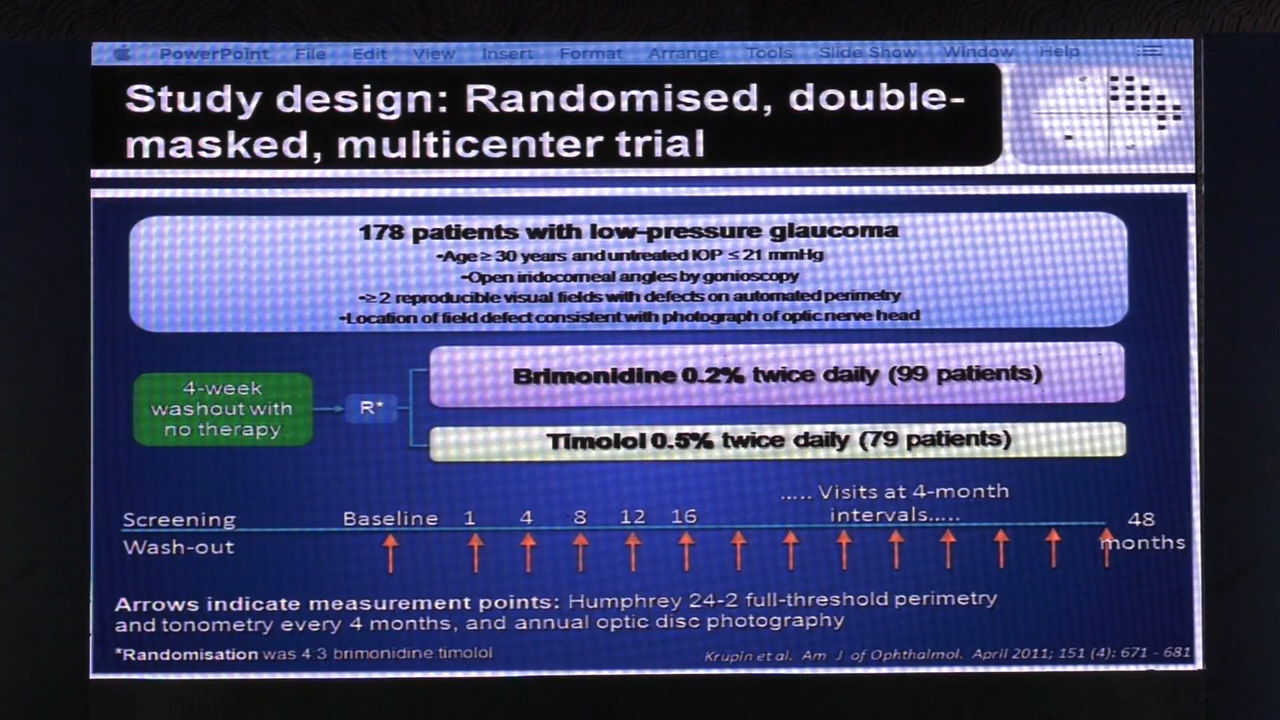 PowerPoint File Edit View Insert Format Arrange Tools Slide Show Window Help
Study design: Randomised, double-
masked, multicenter trial
178 patients with low-pressure glaucoma
•Age ≥ 30 years and untreated IOP ≤ 21 mmHg
•Open iridocorneal angles by gonioscopy
•≥ 2 reproducible visual fields with defects on automated perimetry
•Location of field defect consistent with photograph of optic nerve head
4-week
washout with
no therapy
R*
Brimonidine 0.2% twice daily (99 patients)
Timolol 0.5% twice daily (79 patients)
..... Visits at 4-month
intervals.....
Screening
Baseline 1 4 8 12 16
48
months
Wash-out
Arrows indicate measurement points: Humphrey 24-2 full-threshold perimetry
and tonometry every 4 months, and annual optic disc photography
*Randomisation was 4:3 brimonidine:timolol
Krupin et al. Am J of Ophthalmol. April 2011; 151 (4): 671 - 681